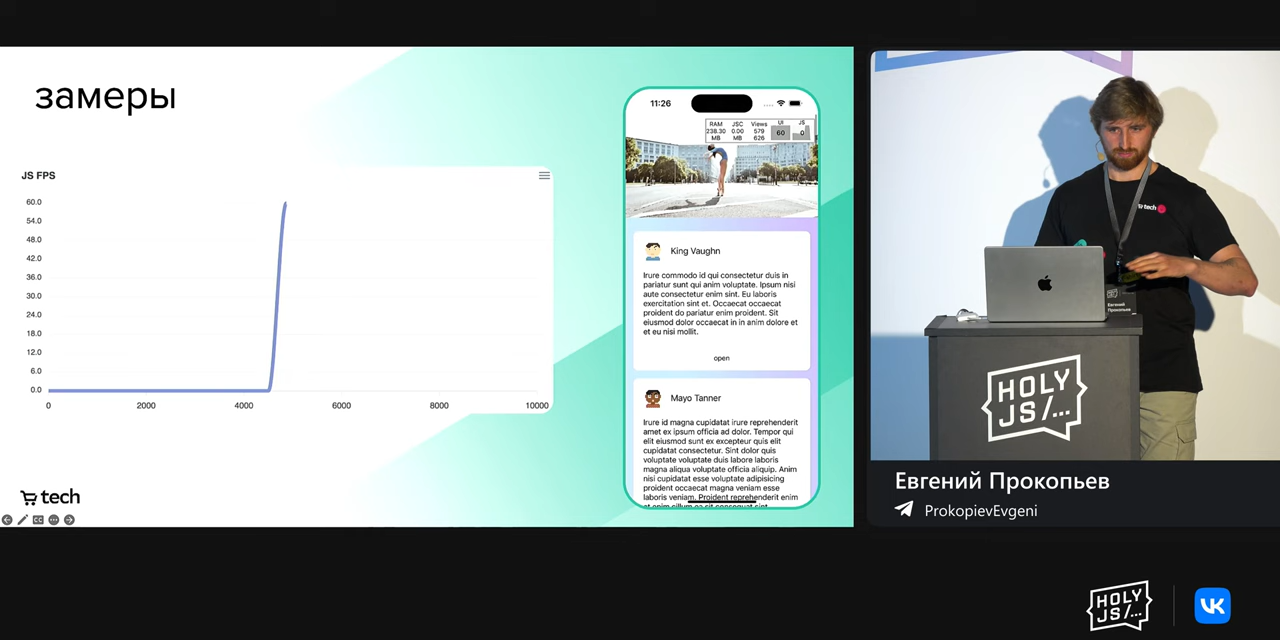 замеры
JS FPS
60.0
54.0
48.0
42.0
36.0
30.0
24.0
18.0
12.0
6.0
0.0
0
2000
4000
6000
8000
10000
tech
11:26
RAM
238.30
MB
JSC
0.00
MB
Views
579
626
UI
60
JS
0
King Vaughn
Irure commodo id qui consectetur duis in
pariatur sunt qui anim voluptate. Ipsum nisi
aute consectetur enim sint. Eu laboris
exercitation sint et. Occaecat occaecat
proident do pariatur enim proident. Sit
eiusmod dolor occaecat in in anim dolore et
et eu nisi mollit.
open
Mayo Tanner
Irure id magna cupidatat irure reprehenderit
amet ex ipsum officia ad dolor. Tempor qui
elit eiusmod sunt ex excepteur quis elit
cupidatat consectetur. Sint dolor quis
voluptate voluptate duis labore laboris
magna aliqua voluptate officia aliquip. Anim
nisi cupidatat esse voluptate adipisicing
proident occaecat magna veniam esse
laboris veniam. Proident reprehenderit enim
CC
tech
Евгений
Прокопьев
HOLY
JS/...
Евгений Прокопьев
ProkopievEvgeni
HOLY
JS/...
VK